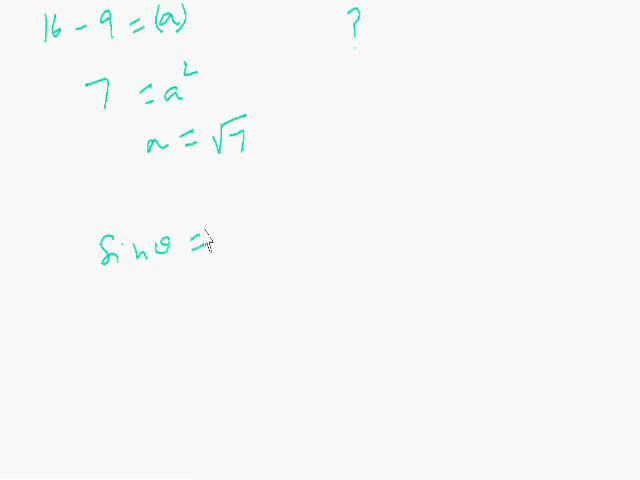 16 - 9 = (a)
?
7 = a²
a = √7
sin θ =